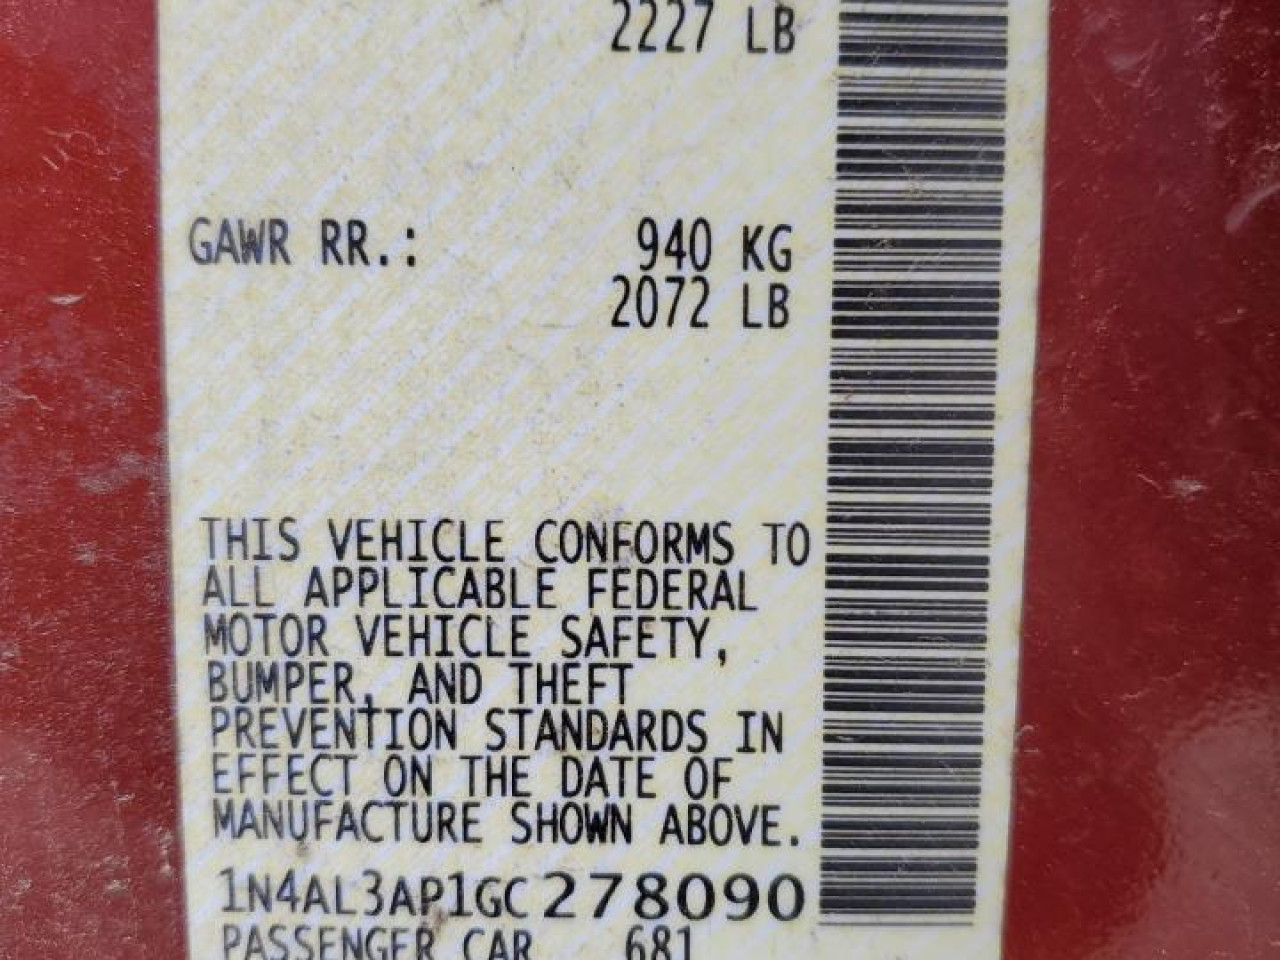 2227 LB
GAWR RR.: 940 KG
2072 LB
THIS VEHICLE CONFORMS TO
ALL APPLICABLE FEDERAL
MOTOR VEHICLE SAFETY,
BUMPER, AND THEFT
PREVENTION STANDARDS IN
EFFECT ON THE DATE OF
MANUFACTURE SHOWN ABOVE.
1N4AL3AP1GC278090
PASSENGER CAR 681